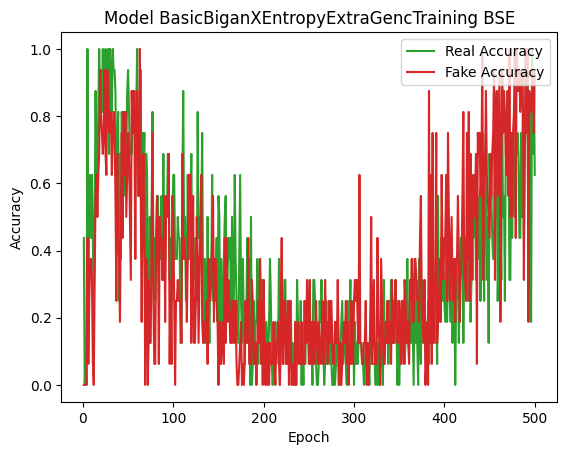 Model BasicBiganXEntropyExtraGencTraining BSE
Real Accuracy
Fake Accuracy
Accuracy
1.0
0.8
0.6
0.4
0.2
0.0
0
100
200
300
400
500
Epoch